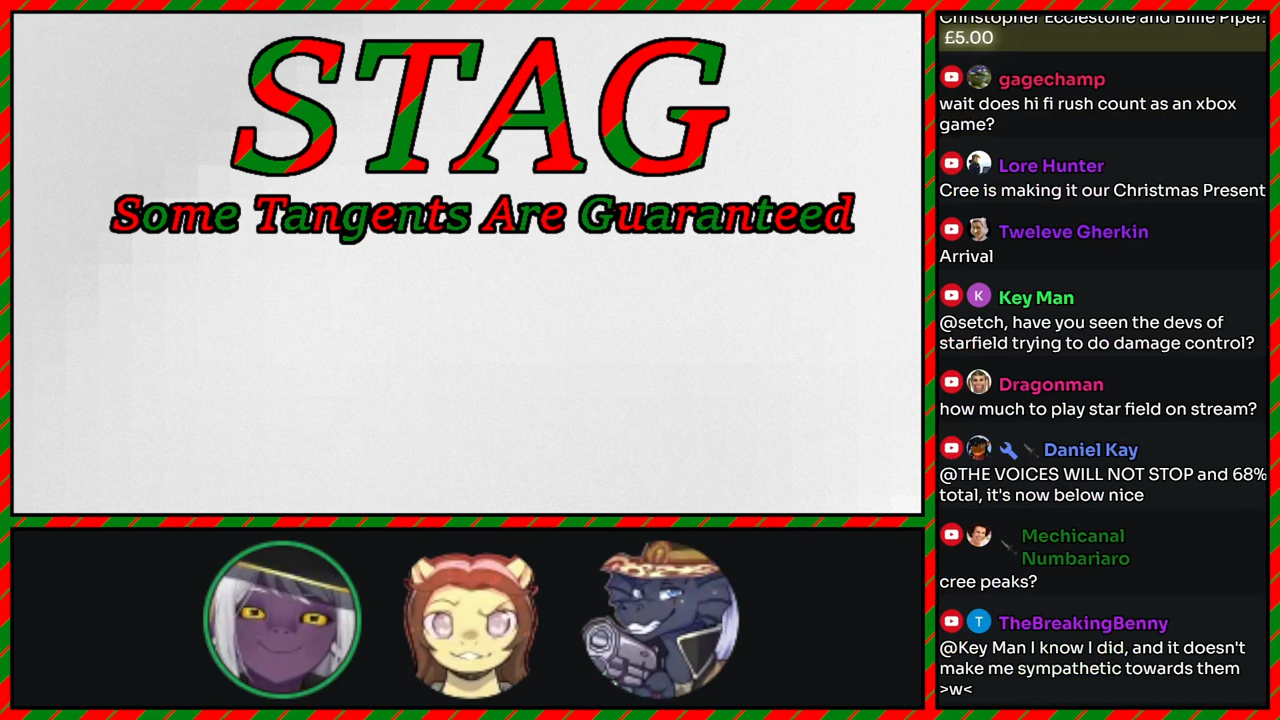 STAG
Some Tangents Are Guaranteed
Christopher Ecclestone and Billie Piper.
£5.00
gagechamp
wait does hi fi rush count as an xbox
game?
Lore Hunter
Cree is making it our Christmas Present
Tweleve Gherkin
Arrival
K
Key Man
@setch, have you seen the devs of
starfield trying to do damage control?
Dragonman
how much to play star field on stream?
Daniel Kay
@THE VOICES WILL NOT STOP and 68%
total, it's now below nice
Mechicanal
Numbariaro
cree peaks?
T
TheBreakingBenny
@Key Man I know I did, and it doesn't
make me sympathetic towards them
>w<